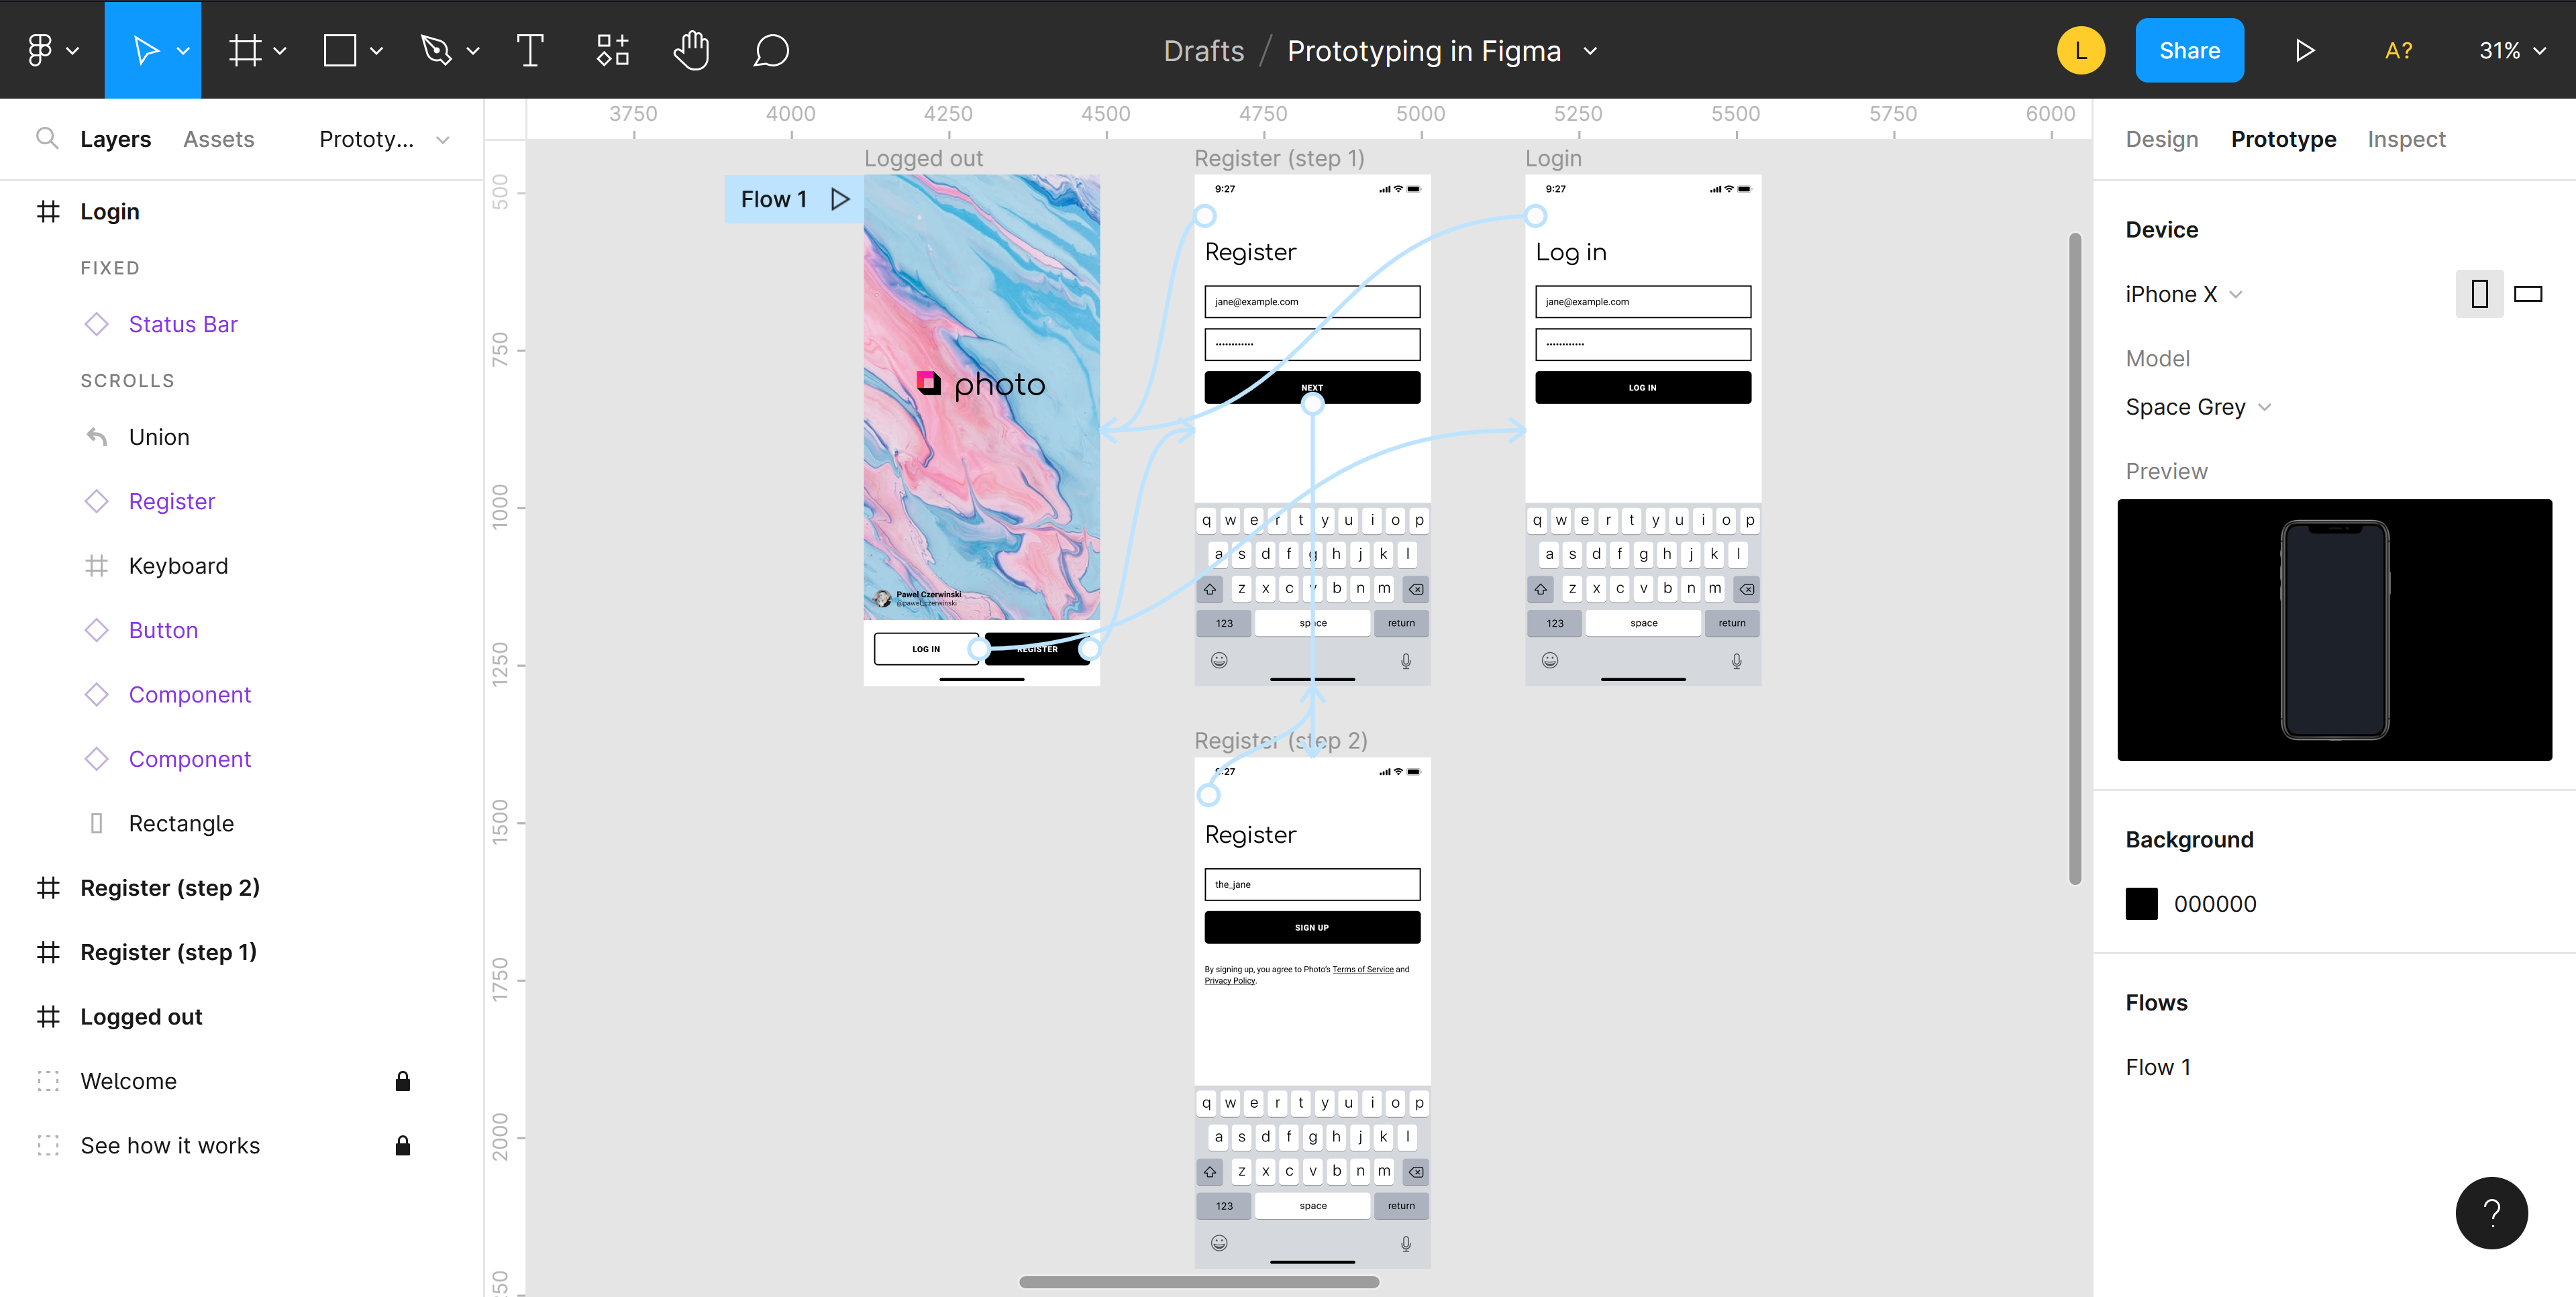 Drafts / Prototyping in Figma
L
Share
A?
31%
Layers Assets Prototy...
Login
FIXED
Status Bar
SCROLLS
Union
Register
Keyboard
Button
Component
Component
Rectangle
Register (step 2)
Register (step 1)
Logged out
Welcome
See how it works
3750 4000 4250 4500 4750 5000 5250 5500 5750 6000
500
750
1000
1250
1500
1750
2000
50
Logged out
Flow 1
photo
Pawel Czerwinski
@pawel_czerwinski
LOG IN
REGISTER
Register (step 1)
9:27
Register
jane@example.com
••••••••••••
NEXT
q w e r t y u i o p
a s d f g h j k l
z x c v b n m
123 space return
Login
9:27
Log in
jane@example.com
••••••••••••
LOG IN
q w e r t y u i o p
a s d f g h j k l
z x c v b n m
123 space return
Register (step 2)
9:27
Register
the_jane
SIGN UP
By signing up, you agree to Photo's Terms of Service and
Privacy Policy.
q w e r t y u i o p
a s d f g h j k l
z x c v b n m
123 space return
Design Prototype Inspect
Device
iPhone X
Model
Space Grey
Preview
Background
000000
Flows
Flow 1
?